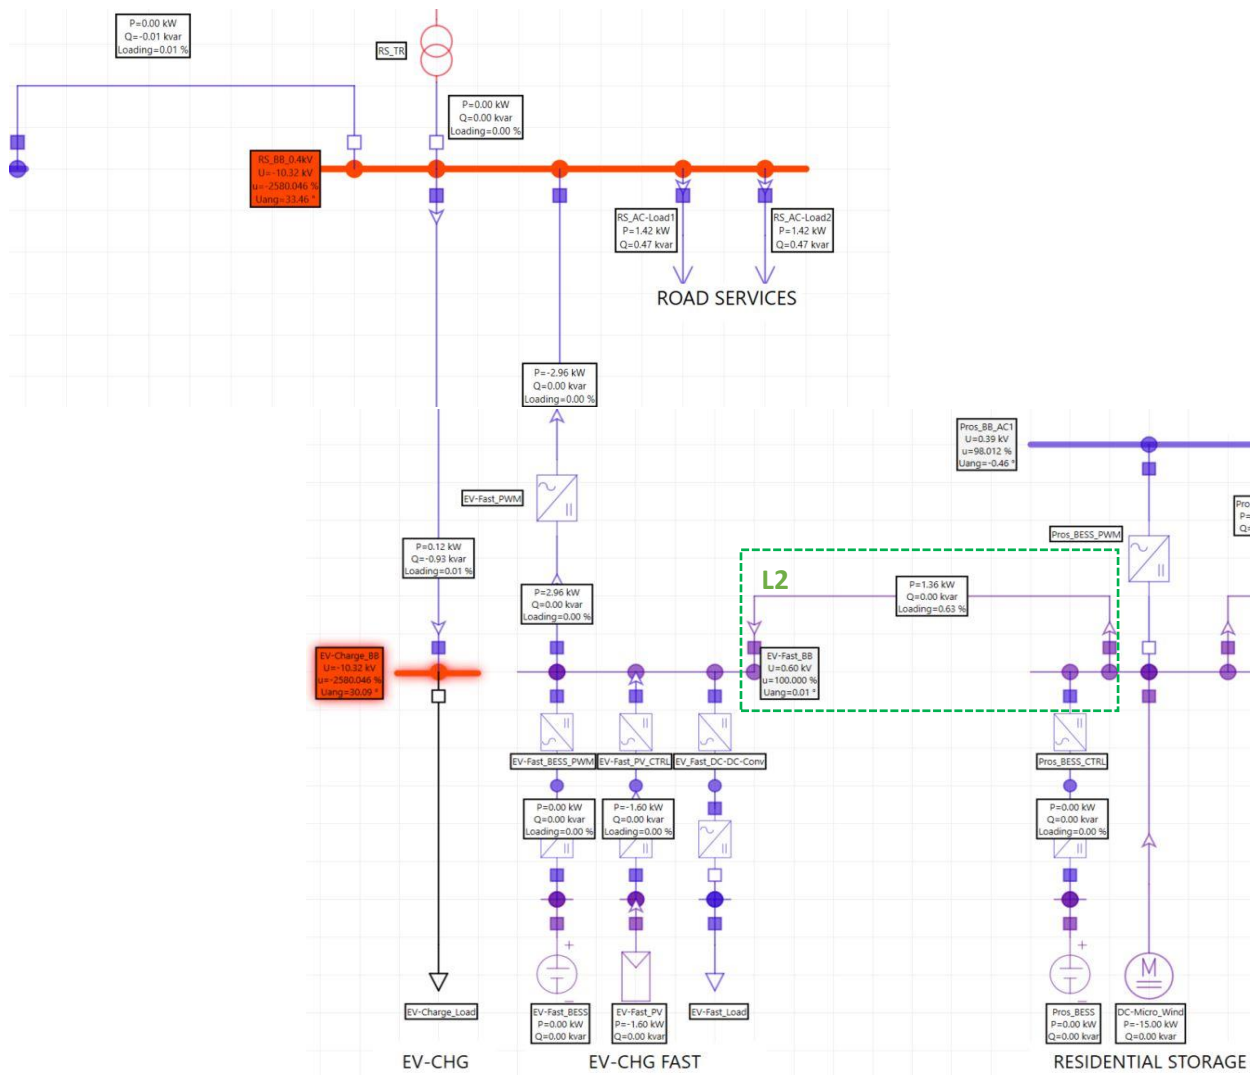 P=0.00 kW
Q=-0.01 kvar
Loading=0.01 %
RS_TR
P=0.00 kW
Q=0.00 kvar
Loading=0.00 %
RS_BB_0.4kV
U=-10.32 kV
u=-2580.046 %
Uang=33.46 °
RS_AC-Load1
P=1.42 kW
Q=0.47 kvar
RS_AC-Load2
P=1.42 kW
Q=0.47 kvar
ROAD SERVICES
P=-2.96 kW
Q=0.00 kvar
Loading=0.00 %
Pros_BB_AC1
U=0.39 kV
u=98.012 %
Uang=-0.46 °
EV-Fast_PWM
Pros_BESS_PWM
P=0.12 kW
Q=-0.93 kvar
Loading=0.01 %
P=2.96 kW
Q=0.00 kvar
Loading=0.00 %
L2
P=1.36 kW
Q=0.00 kvar
Loading=0.63 %
EV-Charge_BB
U=-10.32 kV
u=-2580.046 %
Uang=30.09 °
EV-Fast_BB
U=0.60 kV
u=100.000 %
Uang=0.01 °
EV-Fast_BESS_PWM
EV-Fast_PV_CTRL
EV_Fast_DC-DC-Conv
Pros_BESS_CTRL
P=0.00 kW
Q=0.00 kvar
Loading=0.00 %
P=-1.60 kW
Q=0.00 kvar
Loading=0.00 %
P=0.00 kW
Q=0.00 kvar
Loading=0.00 %
EV-Charge_Load
EV-Fast_BESS
P=0.00 kW
Q=0.00 kvar
EV-Fast_PV
P=-1.60 kW
Q=0.00 kvar
EV-Fast_Load
Pros_BESS
P=0.00 kW
Q=0.00 kvar
M
DC-Micro_Wind
P=-15.00 kW
Q=0.00 kvar
EV-CHG
EV-CHG FAST
RESIDENTIAL STORAGE